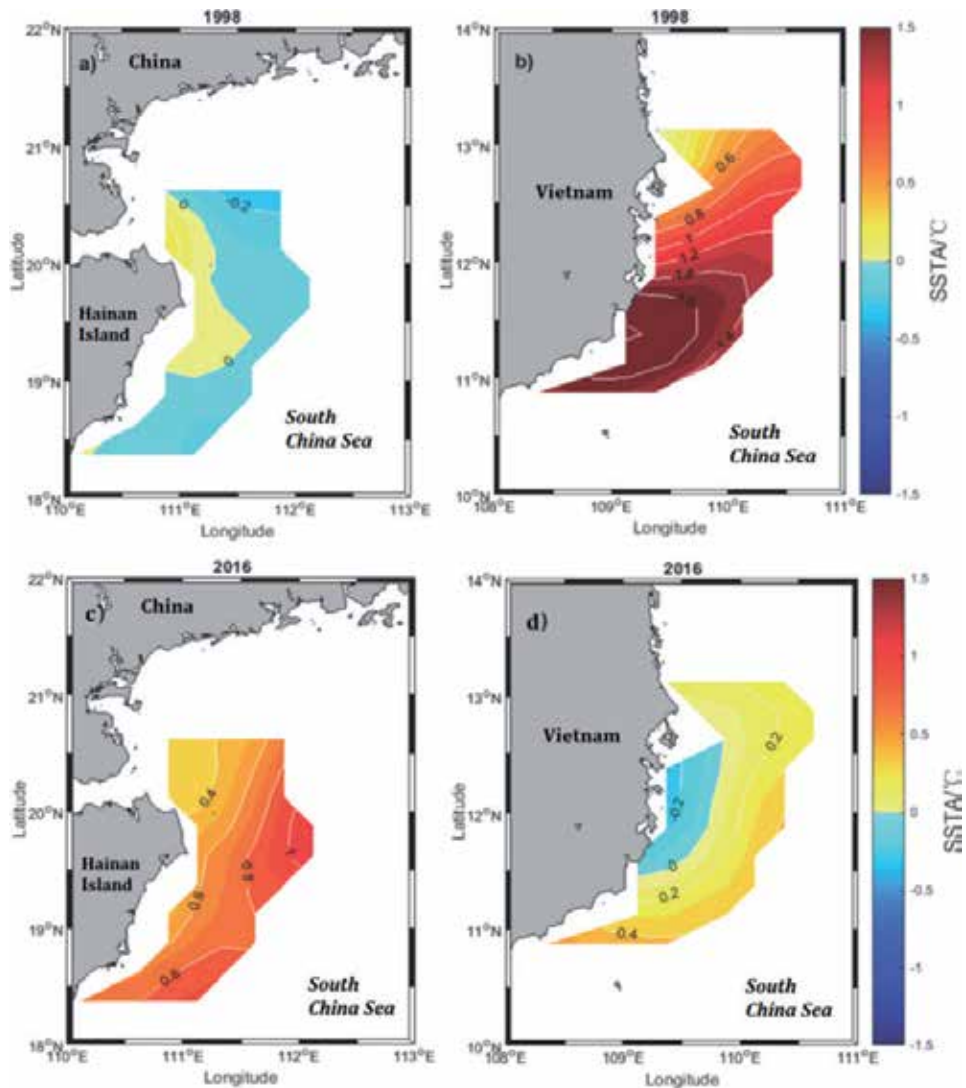 1998
22°N
21°N
20°N
19°N
18°N
110°E
111°E
112°E
113°E
Latitude
Longitude
a)
China
Hainan
Island
South
China Sea
0
-0.2
0
1998
14°N
13°N
12°N
11°N
10°N
108°E
109°E
110°E
111°E
Latitude
Longitude
b)
Vietnam
South
China Sea
0.6
0.8
1
1.2
1.4
1.5
1
0.5
0
-0.5
-1
-1.5
SSTA/℃
2016
22°N
21°N
20°N
19°N
18°N
110°E
111°E
112°E
113°E
Latitude
Longitude
c)
China
Hainan
Island
South
China Sea
0.4
0.6
0.8
1
0.8
2016
14°N
13°N
12°N
11°N
10°N
108°E
109°E
110°E
111°E
Latitude
Longitude
d)
Vietnam
South
China Sea
0.2
-0.2
0
0.2
0.4
1.5
1
0.5
0
-0.5
-1
-1.5
SSTA/℃